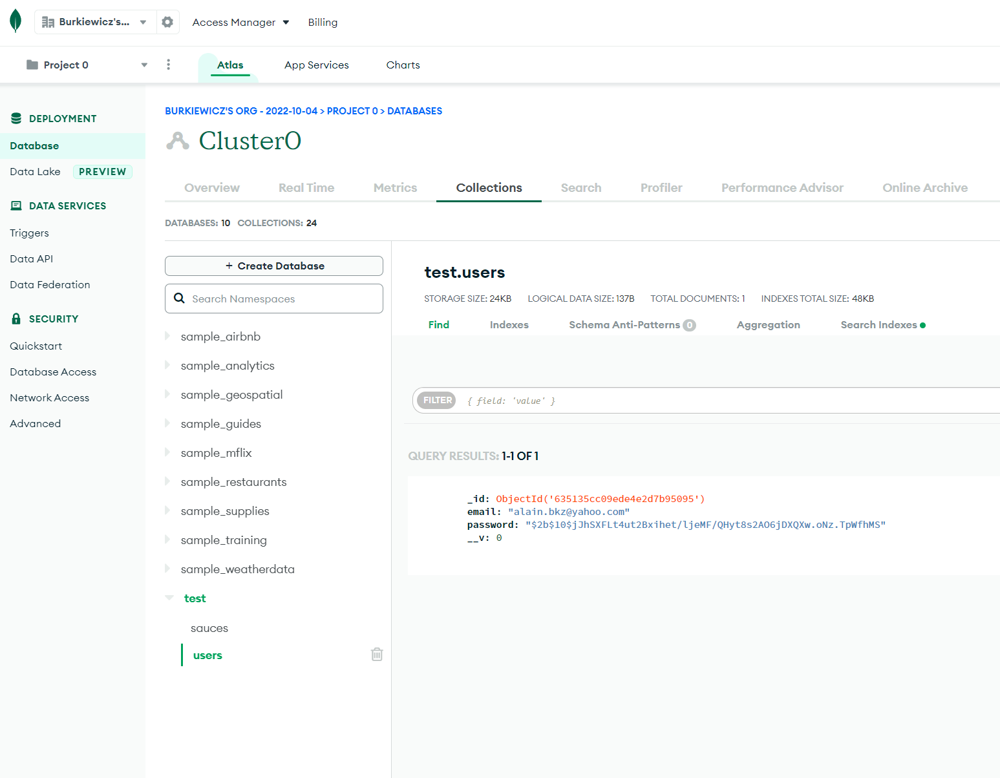 Burkiewicz's...
Access Manager
Billing
Project 0
Atlas
App Services
Charts
DEPLOYMENT
Database
Data Lake PREVIEW
DATA SERVICES
Triggers
Data API
Data Federation
SECURITY
Quickstart
Database Access
Network Access
Advanced
BURKIEWICZ'S ORG - 2022-10-04 > PROJECT 0 > DATABASES
Cluster0
Overview Real Time Metrics Collections Search Profiler Performance Advisor Online Archive
DATABASES: 10 COLLECTIONS: 24
+ Create Database
Search Namespaces
sample_airbnb
sample_analytics
sample_geospatial
sample_guides
sample_mflix
sample_restaurants
sample_supplies
sample_training
sample_weatherdata
test
sauces
users
test.users
STORAGE SIZE: 24KB LOGICAL DATA SIZE: 137B TOTAL DOCUMENTS: 1 INDEXES TOTAL SIZE: 48KB
Find Indexes Schema Anti-Patterns 0 Aggregation Search Indexes
FILTER { field: 'value' }
QUERY RESULTS: 1-1 OF 1
_id: ObjectId('635135cc09ede4e2d7b95095')
email: "alain.bkz@yahoo.com"
password: "$2b$10$jJhSXFLt4ut2Bxihet/ljeMF/QHyt8s2AO6jDXQXw.oNz.TpWfhMS"
__v: 0